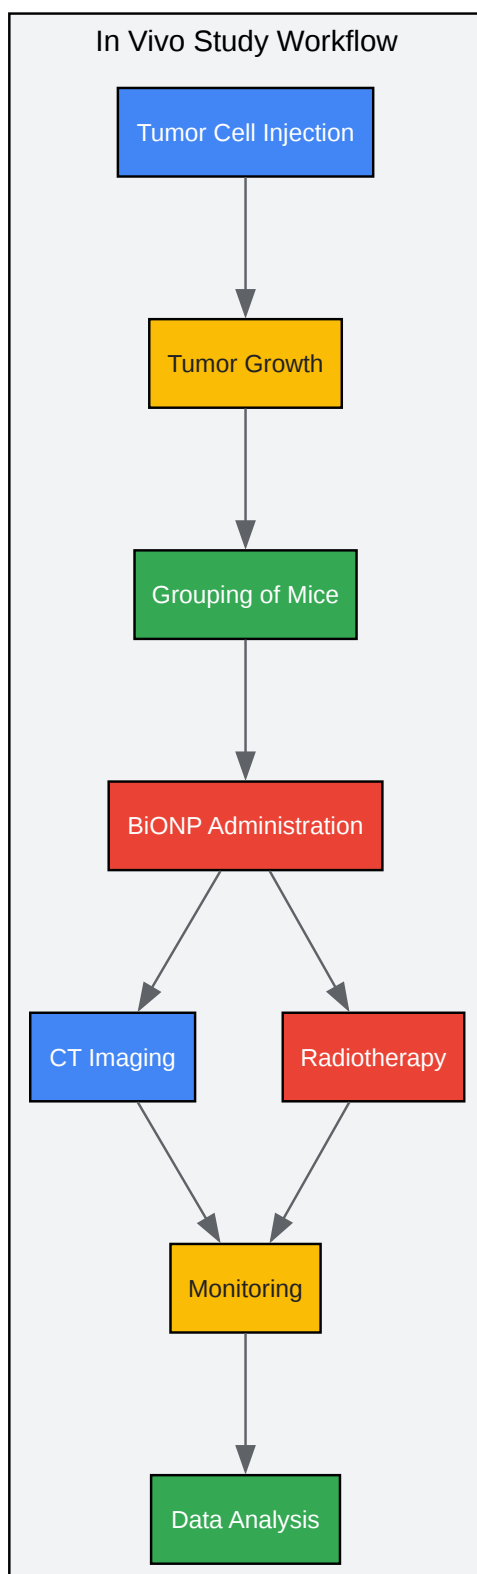 In Vivo Study Workflow
Tumor Cell Injection
Tumor Growth
Grouping of Mice
BiONP Administration
CT Imaging
Radiotherapy
Monitoring
Data Analysis